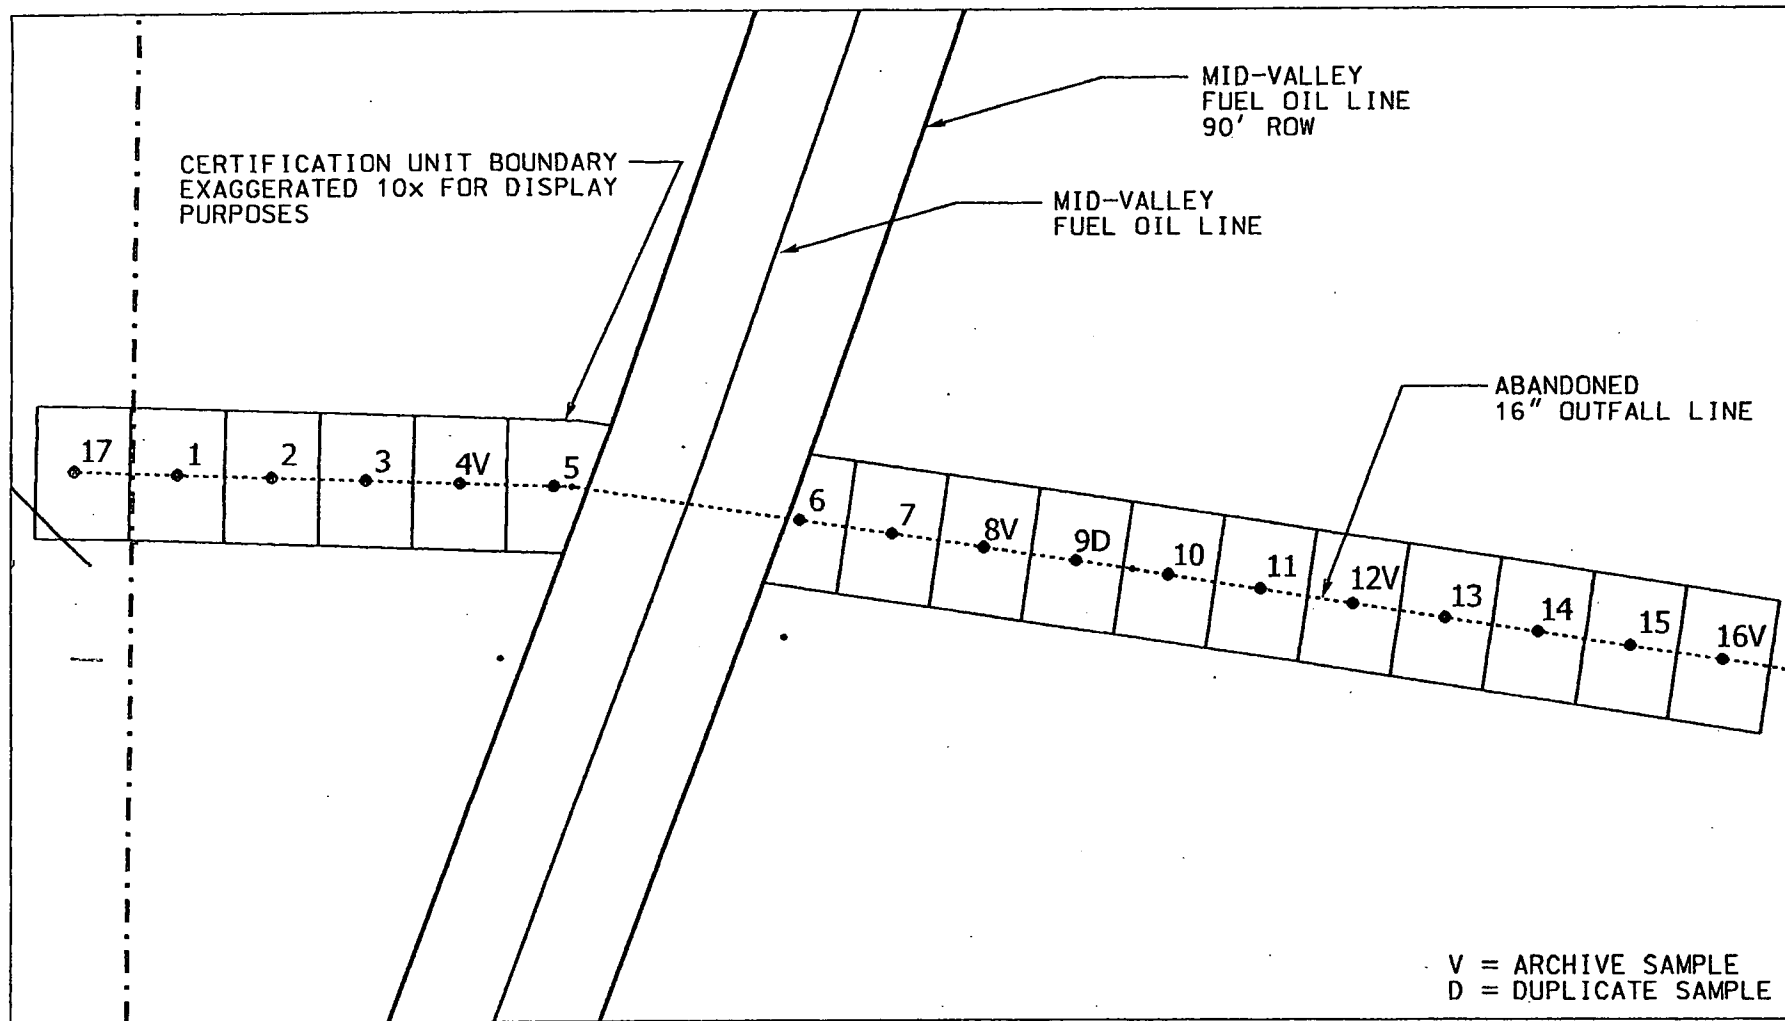 MID-VALLEY
FUEL OIL LINE
90' ROW
CERTIFICATION UNIT BOUNDARY
EXAGGERATED 10x FOR DISPLAY
PURPOSES
MID-VALLEY
FUEL OIL LINE
ABANDONED
16" OUTFALL LINE
17
1
2
3
4V
5
6
7
8V
9D
10
11
12V
13
14
15
16V
V = ARCHIVE SAMPLE
D = DUPLICATE SAMPLE